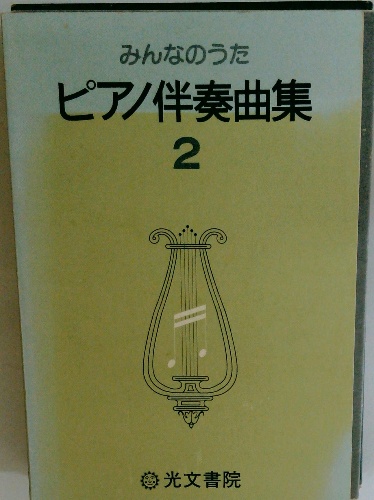 みんなのうた
ピアノ伴奏曲集
2
光文書院